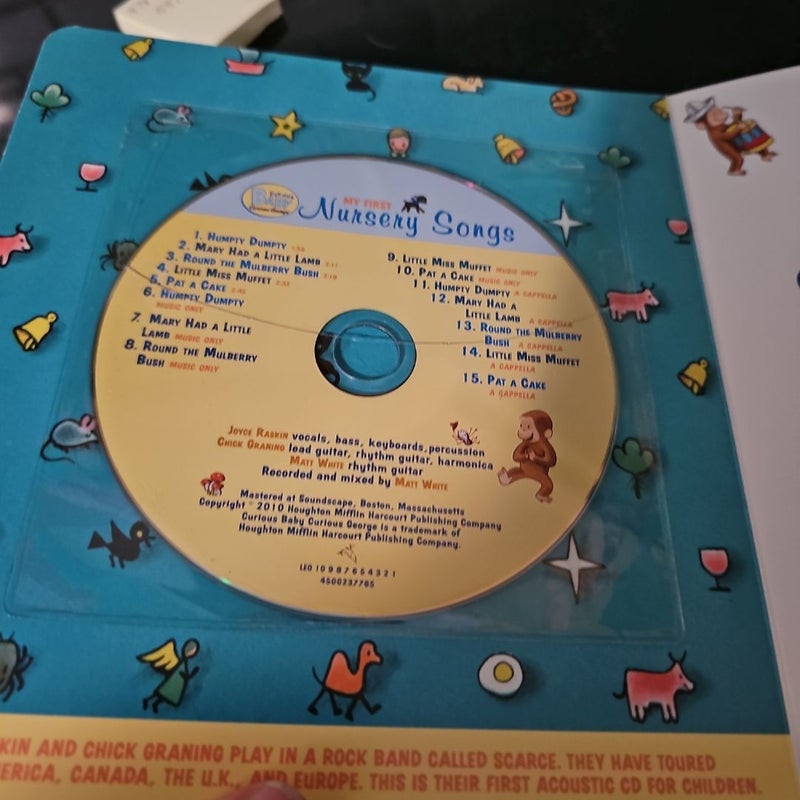 MY FIRST
Nursery Songs
1. HUMPTY DUMPTY
2. MARY HAD A LITTLE LAMB
3. ROUND THE MULBERRY BUSH
4. LITTLE MISS MUFFET
5. PAT A CAKE
6. HUMPTY DUMPTY
MUSIC ONLY
7. MARY HAD A LITTLE
LAMB MUSIC ONLY
8. ROUND THE MULBERRY
BUSH MUSIC ONLY
9. LITTLE MISS MUFFET MUSIC ONLY
10. PAT A CAKE MUSIC ONLY
11. HUMPTY DUMPTY A CAPPELLA
12. MARY HAD A
LITTLE LAMB A CAPPELLA
13. ROUND THE MULBERRY
BUSH A CAPPELLA
14. LITTLE MISS MUFFET
A CAPPELLA
15. PAT A CAKE
A CAPPELLA
JOYCE RASKIN vocals, bass, keyboards, percussion
CHICK GRANING lead guitar, rhythm guitar, harmonica
MATT WHITE rhythm guitar
Recorded and mixed by MATT WHITE
Mastered at Soundscape, Boston, Massachusetts
Copyright © 2010 Houghton Mifflin Harcourt Publishing Company
Curious Baby Curious George is a trademark of
Houghton Mifflin Harcourt Publishing Company.
LEO 10 9 8 7 6 5 4 3 2 1
4500237765
KIN AND CHICK GRANING PLAY IN A ROCK BAND CALLED SCARCE. THEY HAVE TOURED
ERICA, CANADA, THE U.K., AND EUROPE. THIS IS THEIR FIRST ACOUSTIC CD FOR CHILDREN.